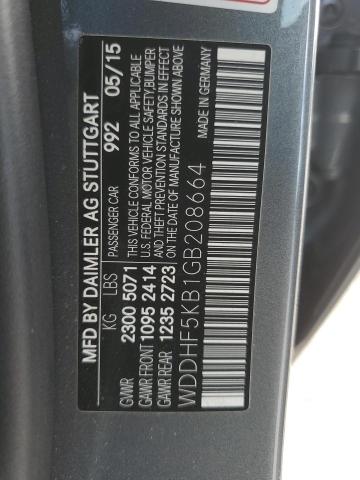 MFD BY DAIMLER AG STUTTGART
PASSENGER CAR 992 05/15
KG LBS
GVWR 2300 5071
GAWR FRONT 1095 2414
GAWR REAR 1235 2723
THIS VEHICLE CONFORMS TO ALL APPLICABLE
U.S. FEDERAL MOTOR VEHICLE SAFETY, BUMPER
AND THEFT PREVENTION STANDARDS IN EFFECT
ON THE DATE OF MANUFACTURE SHOWN ABOVE
WDDHF5KB1GB208664
MADE IN GERMANY